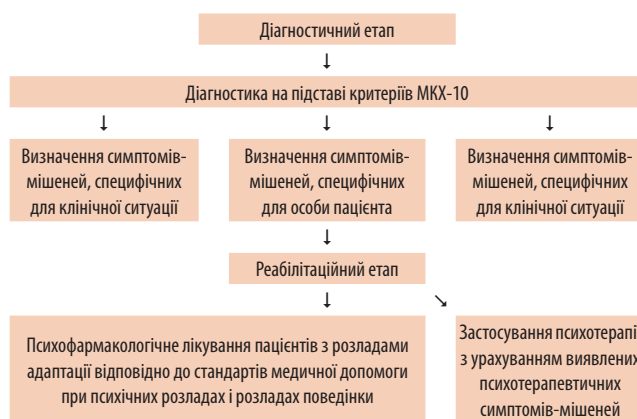 Діагностичний етап
↓
Діагностика на підставі критеріїв МКХ-10
↓ ↓ ↓
Визначення симптомів-
мішеней, специфічних
для клінічної ситуації
Визначення симптомів-
мішеней, специфічних
для особи пацієнта
Визначення симптомів-
мішеней, специфічних
для клінічної ситуації
↓
Реабілітаційний етап
↓ ↘
Психофармакологічне лікування пацієнтів з розладами
адаптації відповідно до стандартів медичної допомоги
при психічних розладах і розладах поведінки
Застосування психотерапії
з урахуванням виявлених
психотерапевтичних
симптомів-мішеней